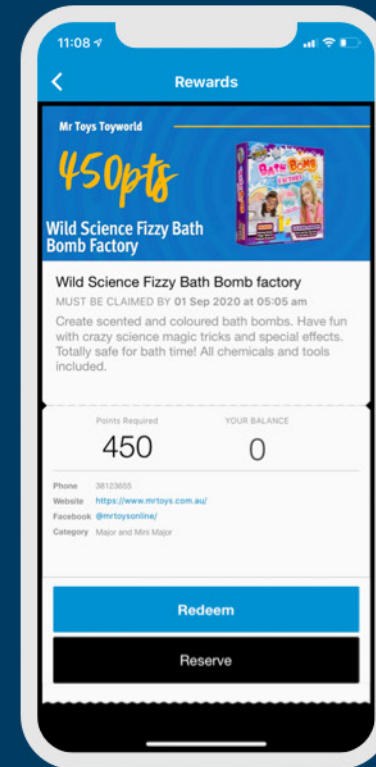 11:08
Rewards
Mr Toys Toyworld
450pts
Wild Science Fizzy Bath
Bomb Factory
BATH BOMB
FACTORY
Wild Science Fizzy Bath Bomb factory
MUST BE CLAIMED BY 01 Sep 2020 at 05:05 am
Create scented and coloured bath bombs. Have fun
with crazy science magic tricks and special effects.
Totally safe for bath time! All chemicals and tools
included.
Points Required YOUR BALANCE
450 0
Phone 38123655
Website https://www.mrtoys.com.au/
Facebook @mrtoysonline/
Category Major and Mini Major
Redeem
Reserve